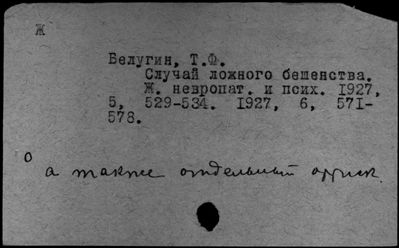 Ж
Белугин, Т.Ф.
Случай ложного бешенства.
Ж. невропат. и псих. 1927,
5, 529-534. 1927, 6, 571-
578.
О
а также отдельный оттиск.